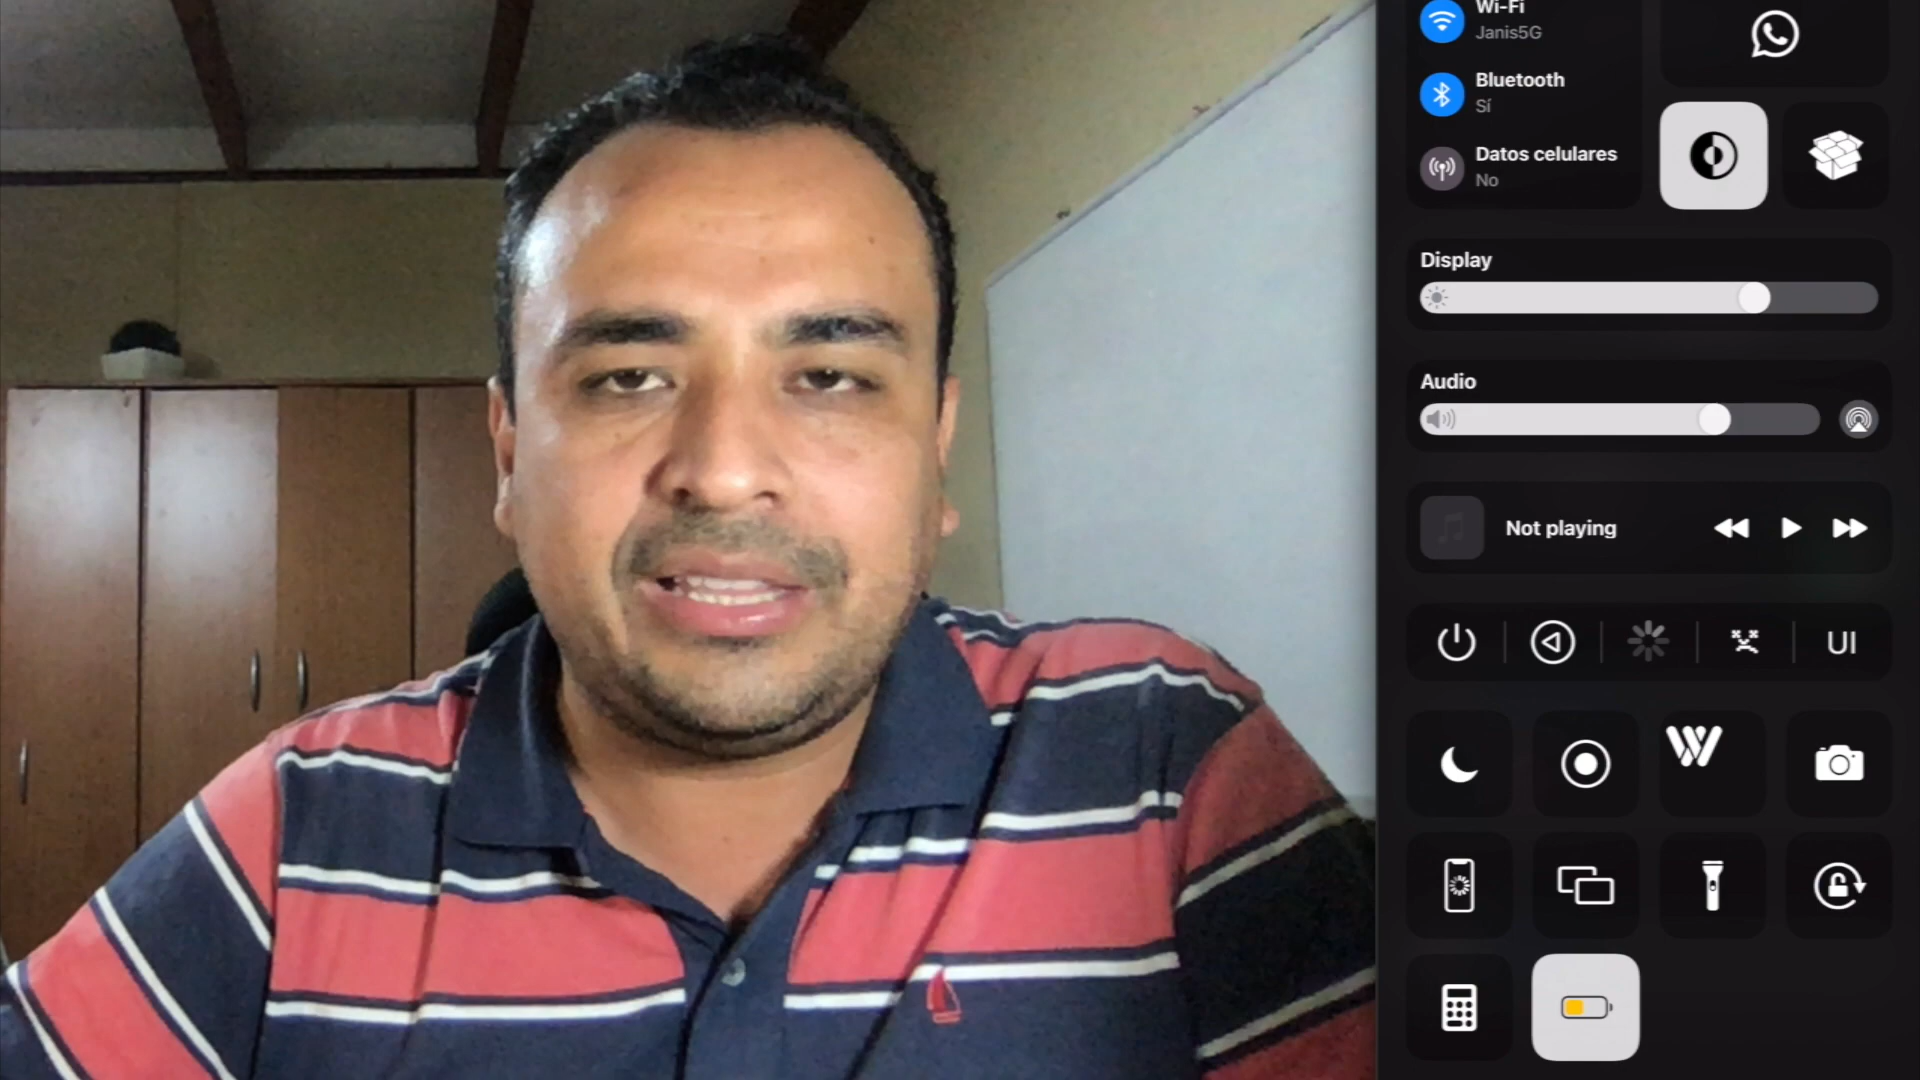 Wi-Fi
Janis5G
Bluetooth
Sí
Datos celulares
No
Display
Audio
Not playing
UI